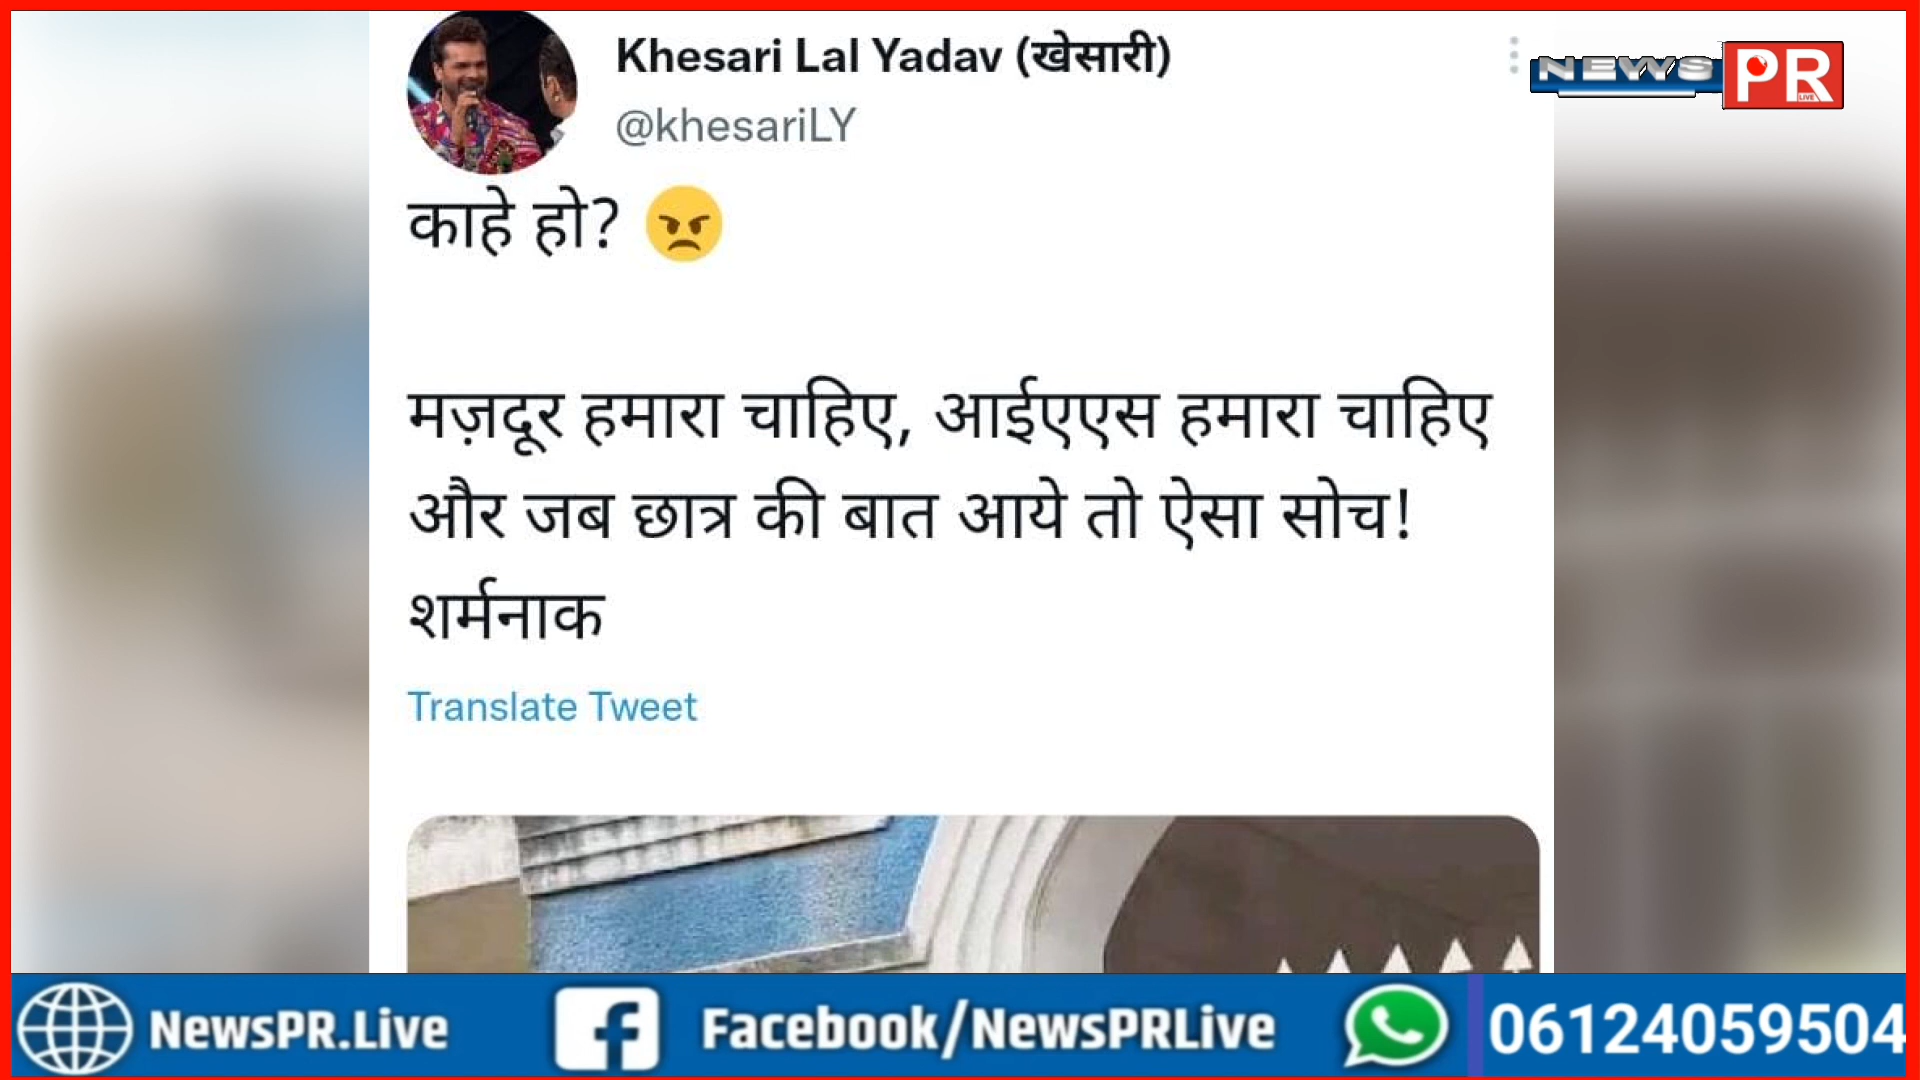 Khesari Lal Yadav (खेसारी)
NEWS PR
LIVE
@khesariLY
काहे हो? 😠
मज़दूर हमारा चाहिए, आईएएस हमारा चाहिए
और जब छात्र की बात आये तो ऐसा सोच!
शर्मनाक
Translate Tweet
NewsPR.Live Facebook/NewsPRLive 06124059504